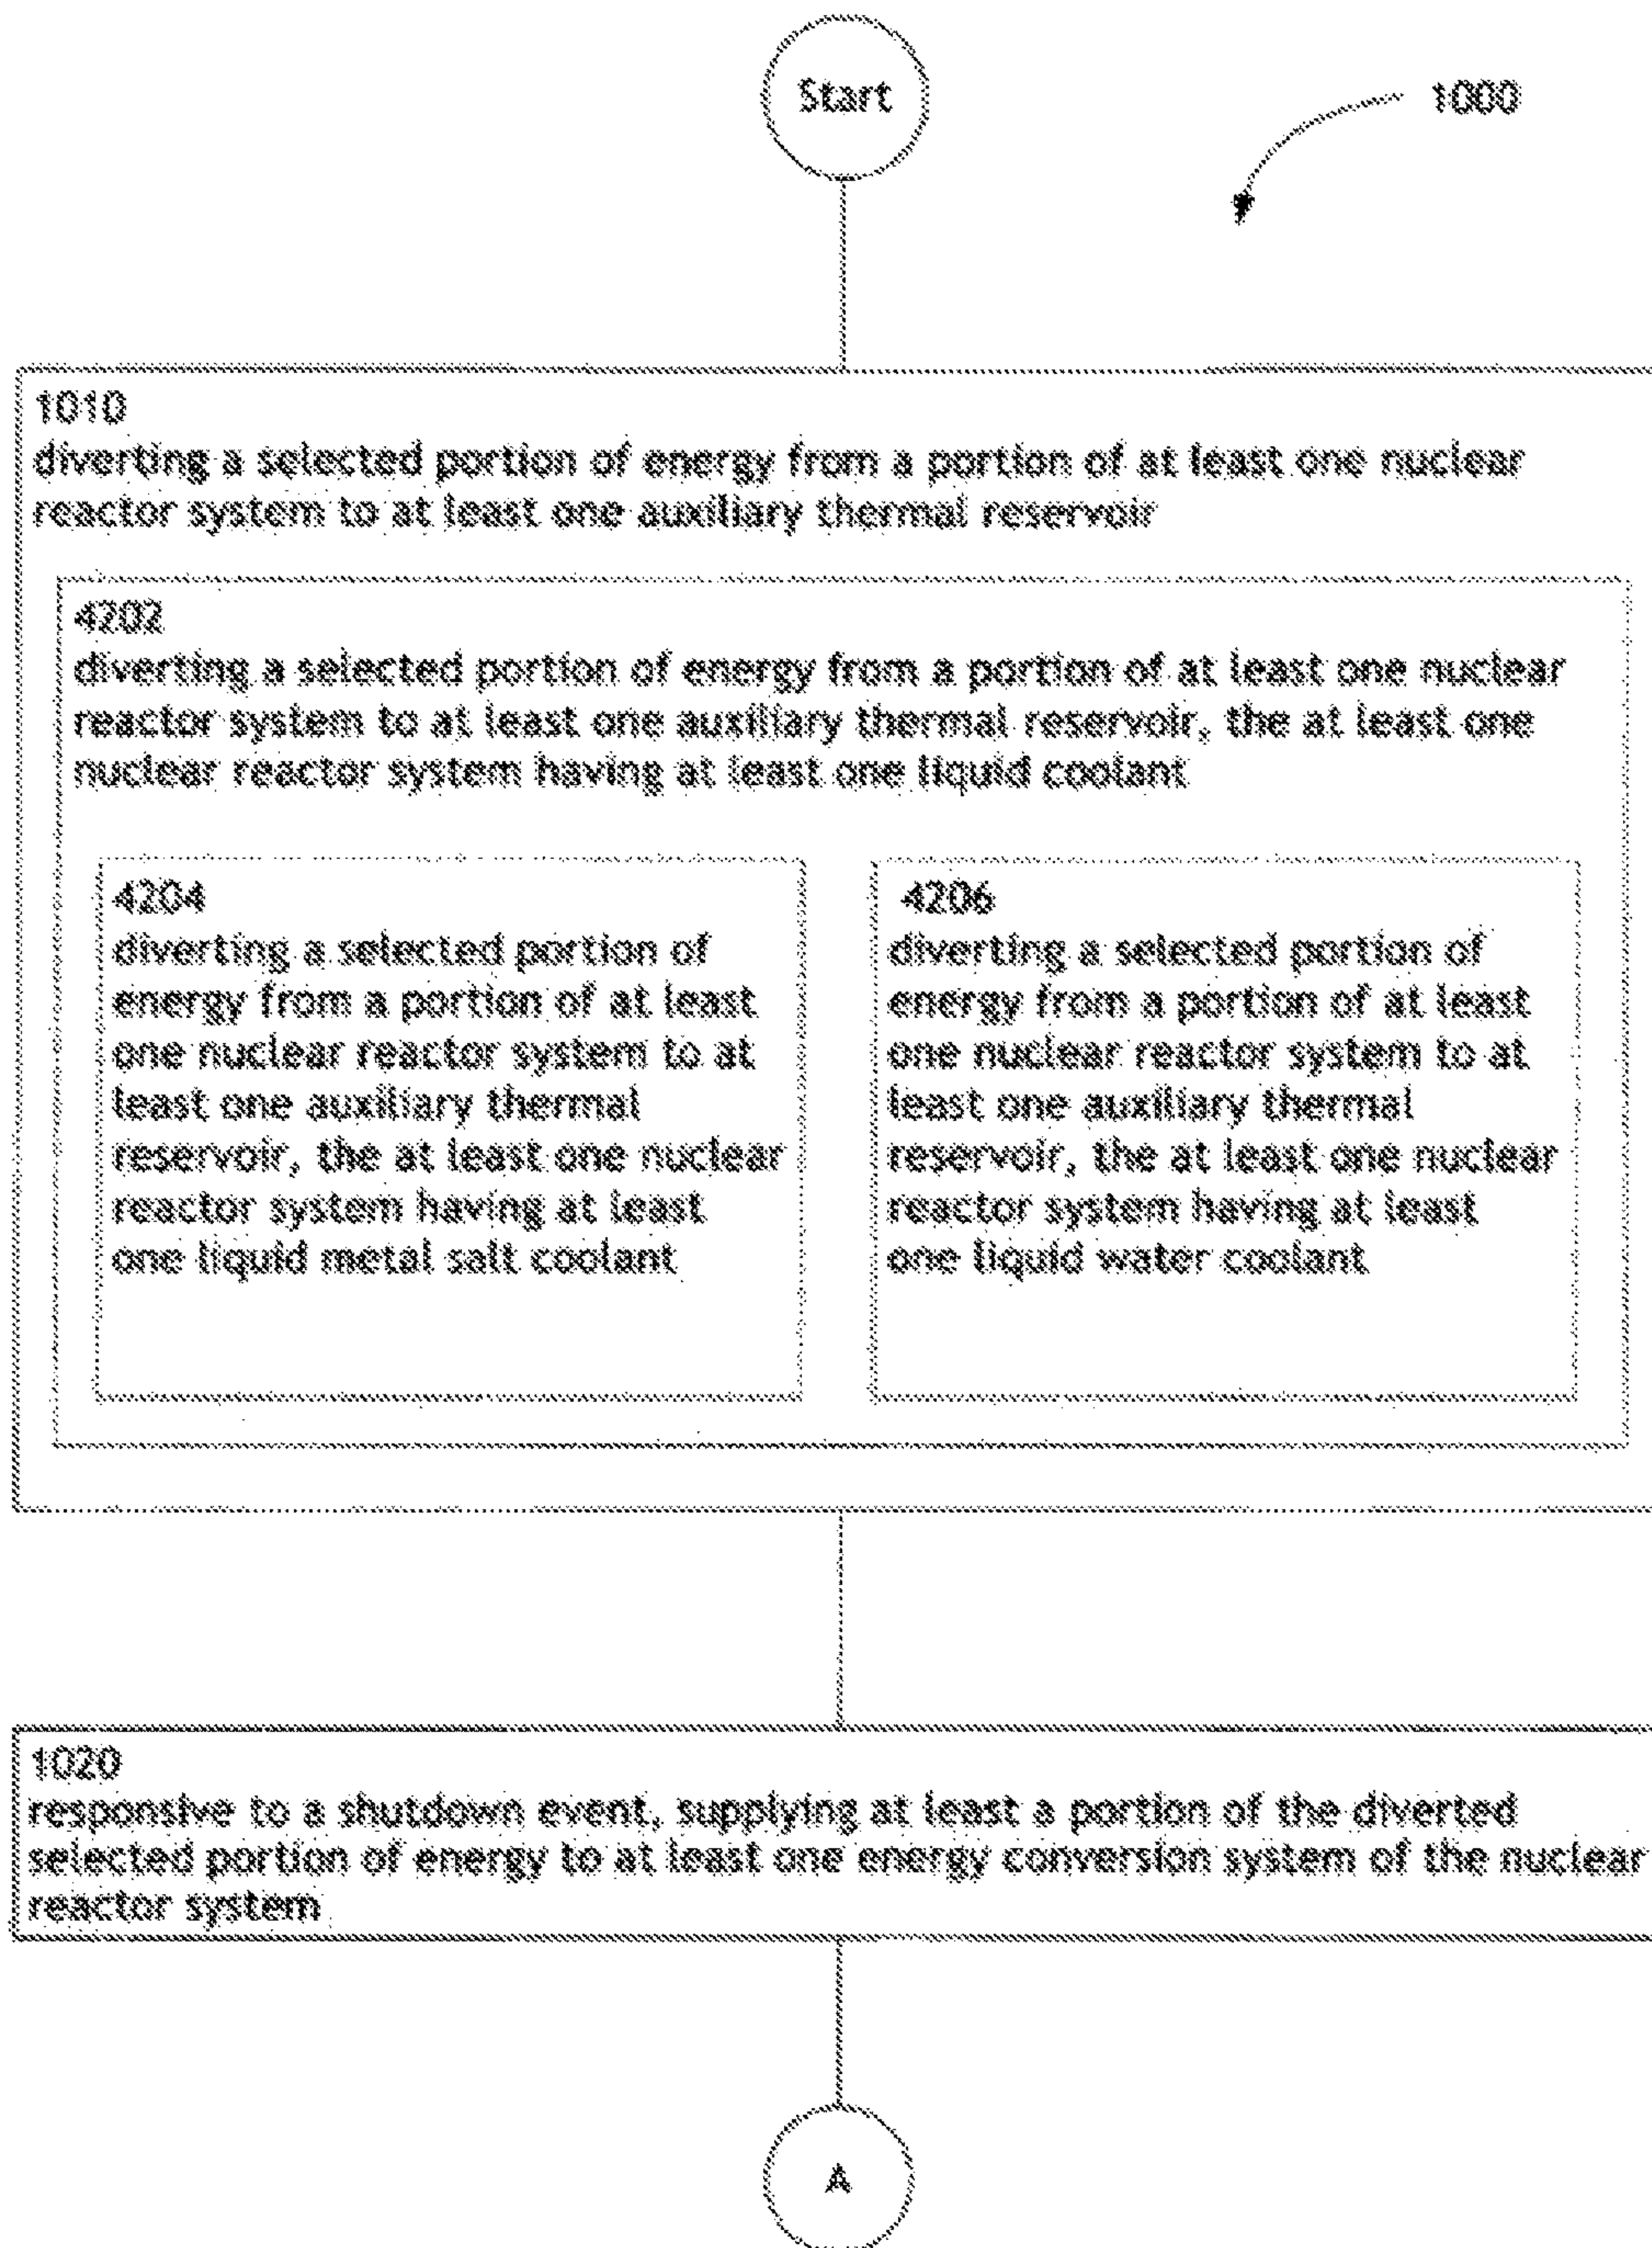 Start
1000
1010
diverting a selected portion of energy from a portion of at least one nuclear
reactor system to at least one auxiliary thermal reservoir
4202
diverting a selected portion of energy from a portion of at least one nuclear
reactor system to at least one auxiliary thermal reservoir, the at least one
nuclear reactor system having at least one liquid coolant
4204
diverting a selected portion of
energy from a portion of at least
one nuclear reactor system to at
least one auxiliary thermal
reservoir, the at least one nuclear
reactor system having at least
one liquid metal salt coolant
4206
diverting a selected portion of
energy from a portion of at least
one nuclear reactor system to at
least one auxiliary thermal
reservoir, the at least one nuclear
reactor system having at least
one liquid water coolant
1020
responsive to a shutdown event, supplying at least a portion of the diverted
selected portion of energy to at least one energy conversion system of the nuclear
reactor system
A